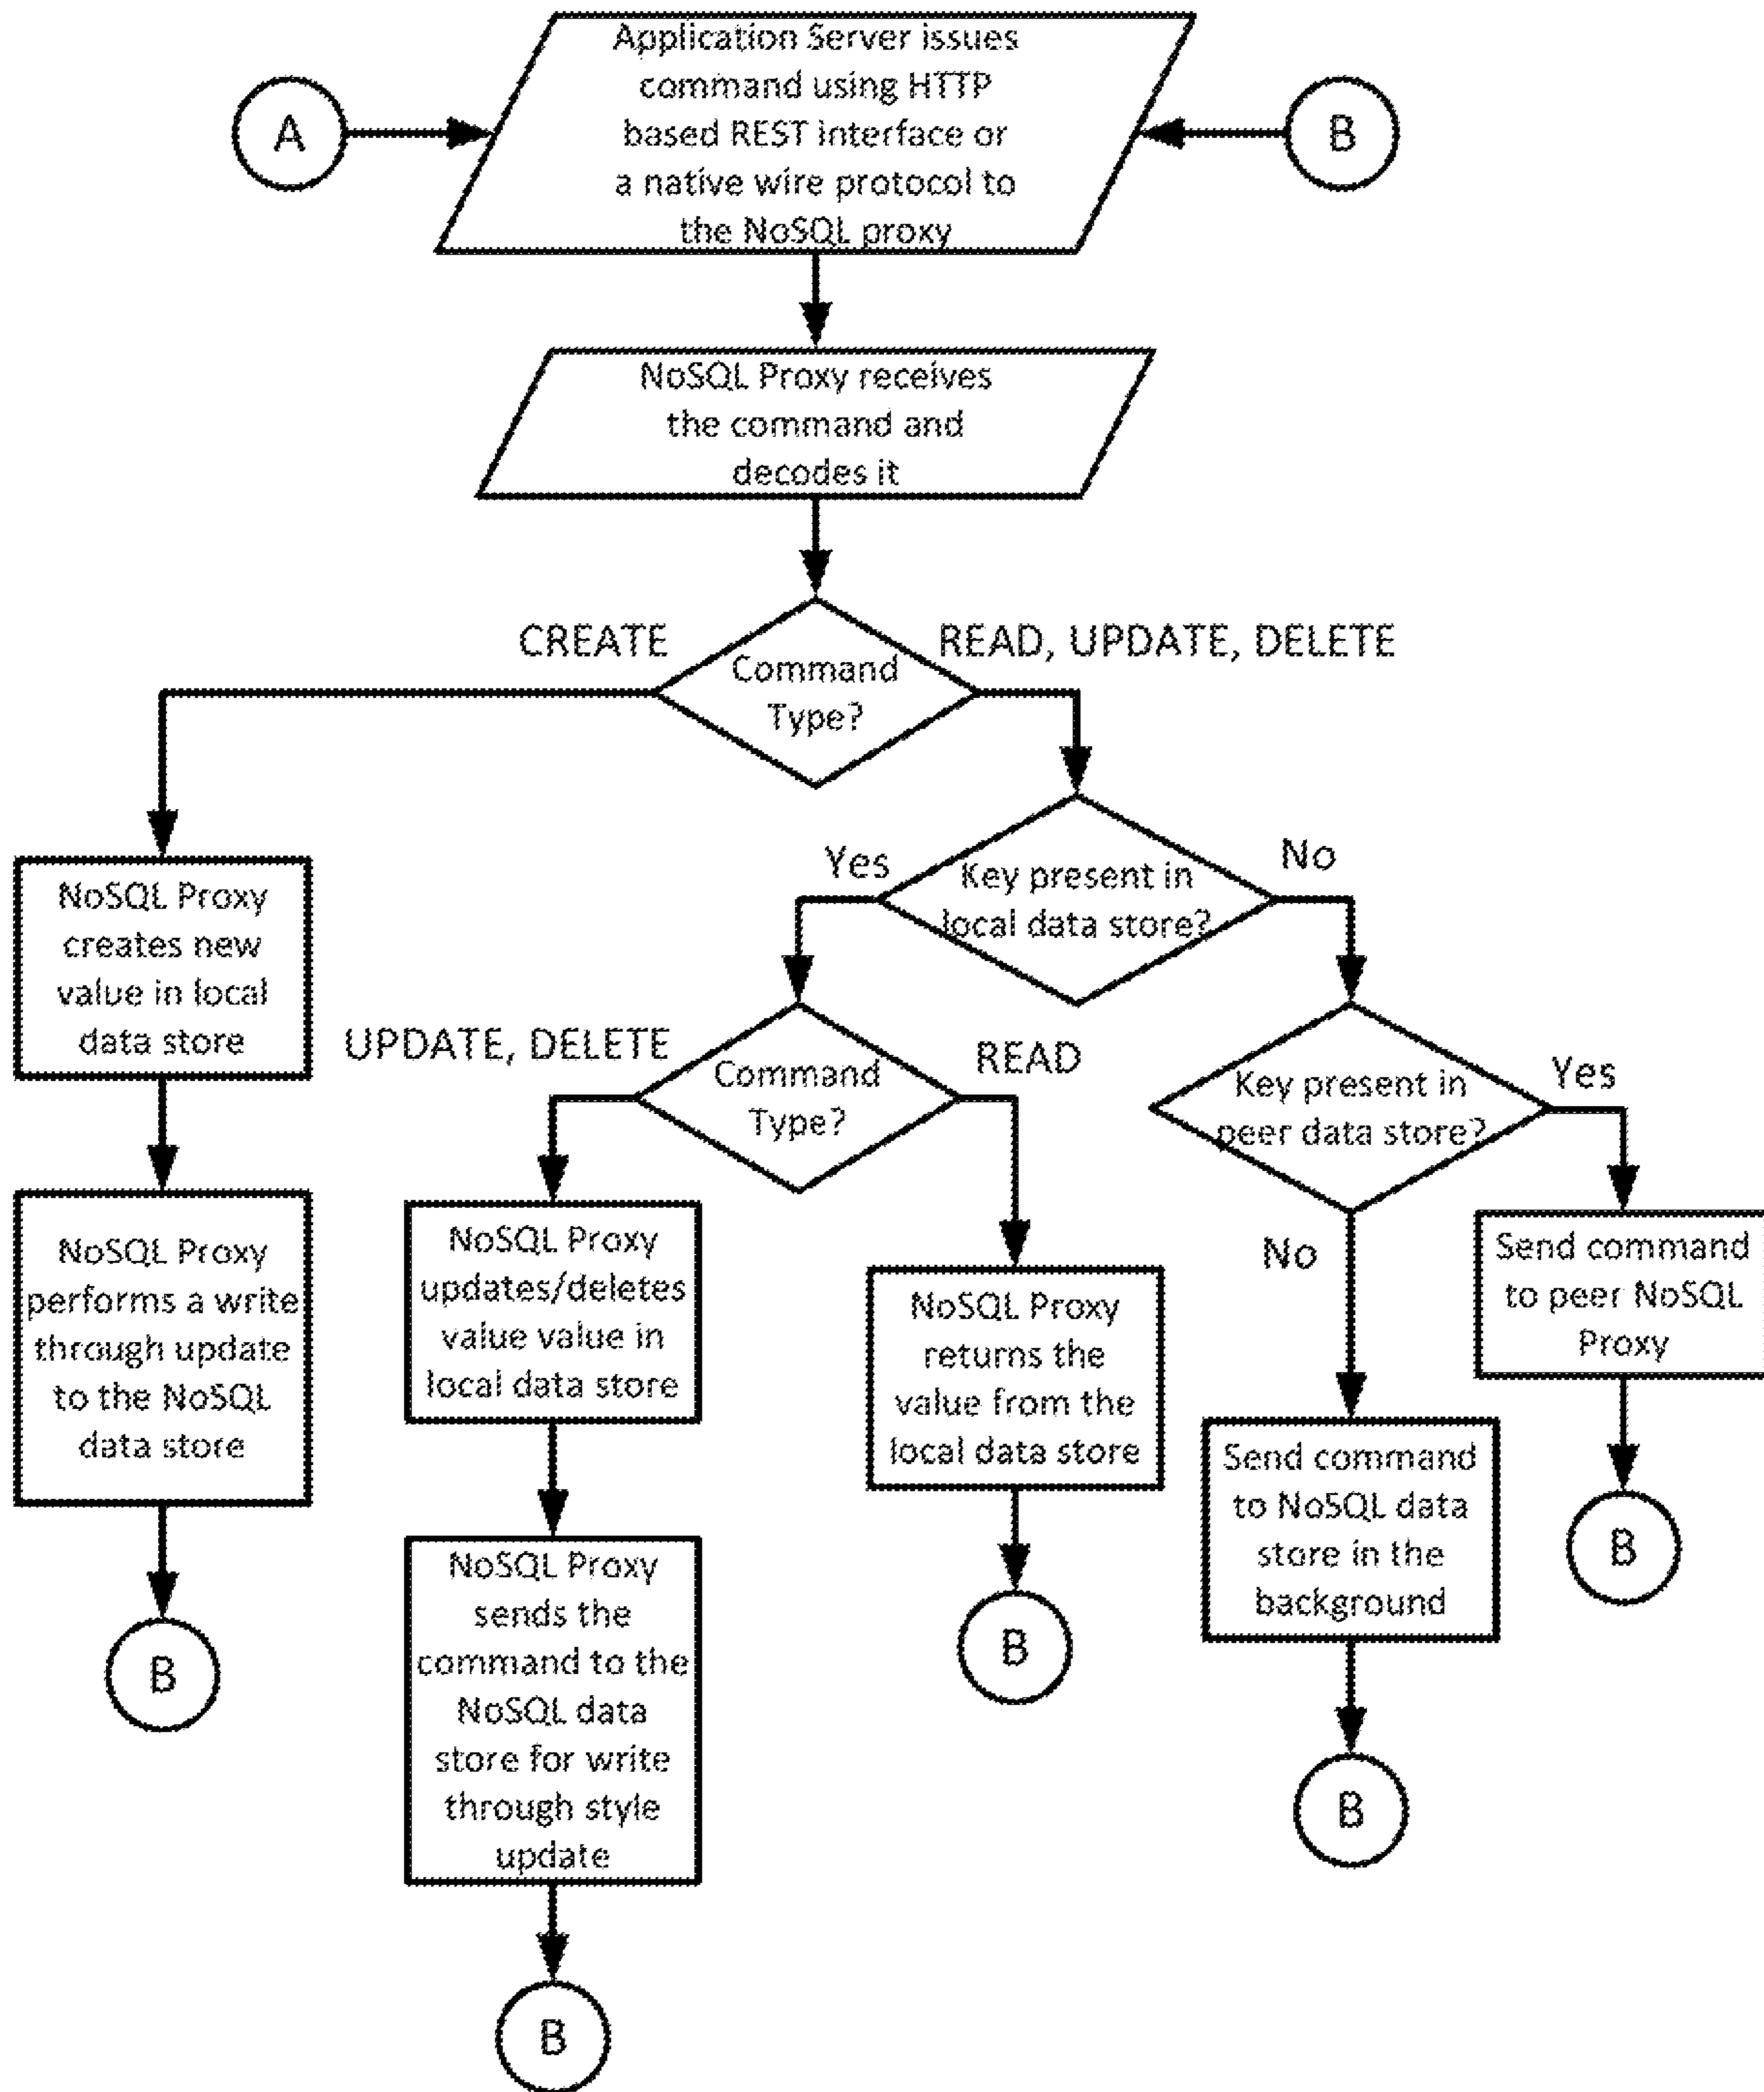 Application Server issues
command using HTTP
based REST interface or
a native wire protocol to
the NoSQL proxy
A
B
NoSQL Proxy receives
the command and
decodes it
CREATE
READ, UPDATE, DELETE
Command
Type?
Yes
Key present in
local data store?
No
NoSQL Proxy
creates new
value in local
data store
UPDATE, DELETE
Command
Type?
READ
Key present in
peer data store?
Yes
No
NoSQL Proxy
performs a write
through update
to the NoSQL
data store
NoSQL Proxy
updates/deletes
value value in
local data store
NoSQL Proxy
returns the
value from the
local data store
Send command
to peer NoSQL
Proxy
Send command
to NoSQL data
store in the
background
NoSQL Proxy
sends the
command to the
NoSQL data
store for write
through style
update
B
B
B
B
B